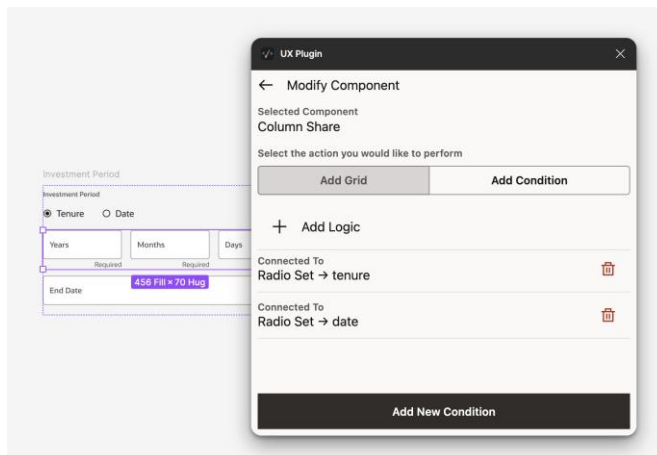 Investment Period
Investment Period
Tenure Date
Years Months Days
Required Required
456 Fill × 70 Hug
End Date
UX Plugin
← Modify Component
Selected Component
Column Share
Select the action you would like to perform
Add Grid Add Condition
+ Add Logic
Connected To
Radio Set → tenure
Connected To
Radio Set → date
Add New Condition